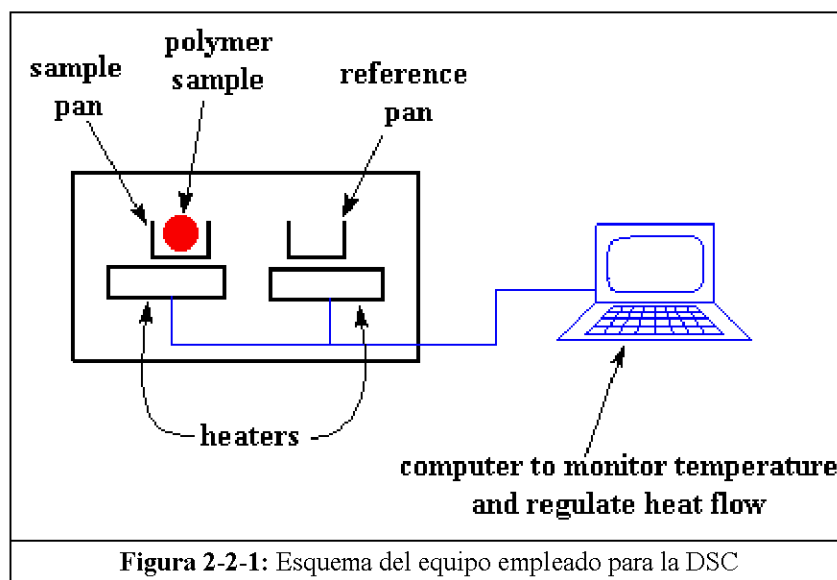 polymer
sample
sample
pan
reference
pan
heaters
computer to monitor temperature
and regulate heat flow
Figura 2-2-1: Esquema del equipo empleado para la DSC